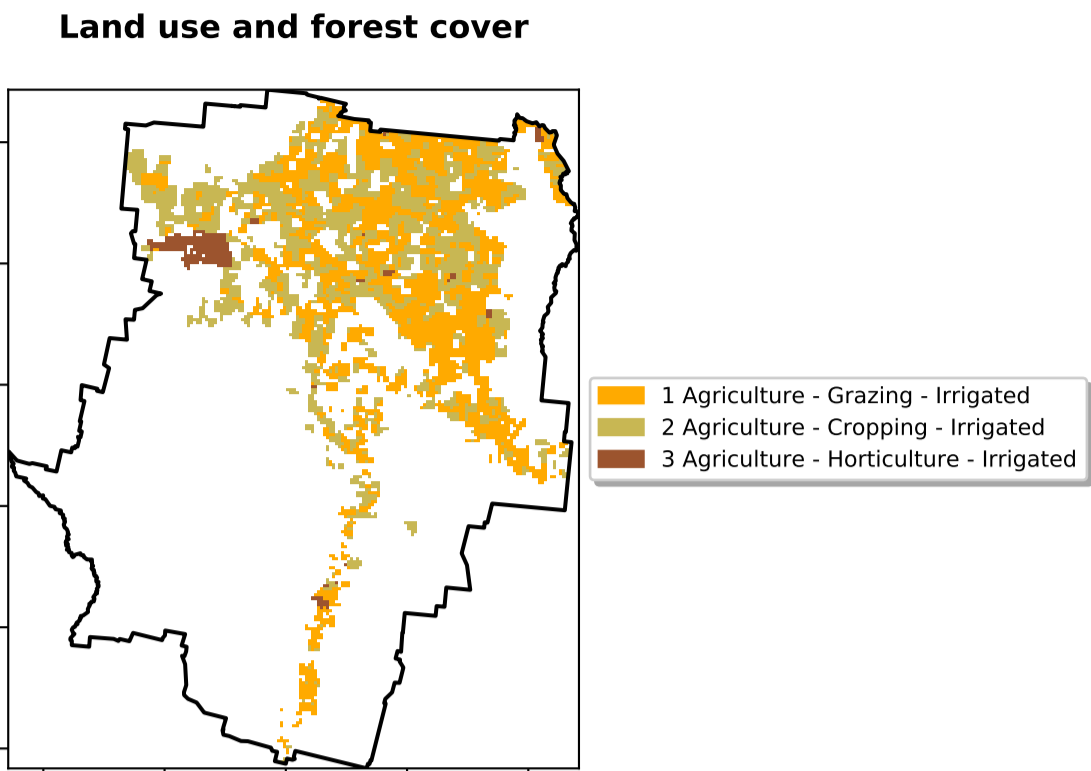 Land use and forest cover
1 Agriculture - Grazing - Irrigated
2 Agriculture - Cropping - Irrigated
3 Agriculture - Horticulture - Irrigated